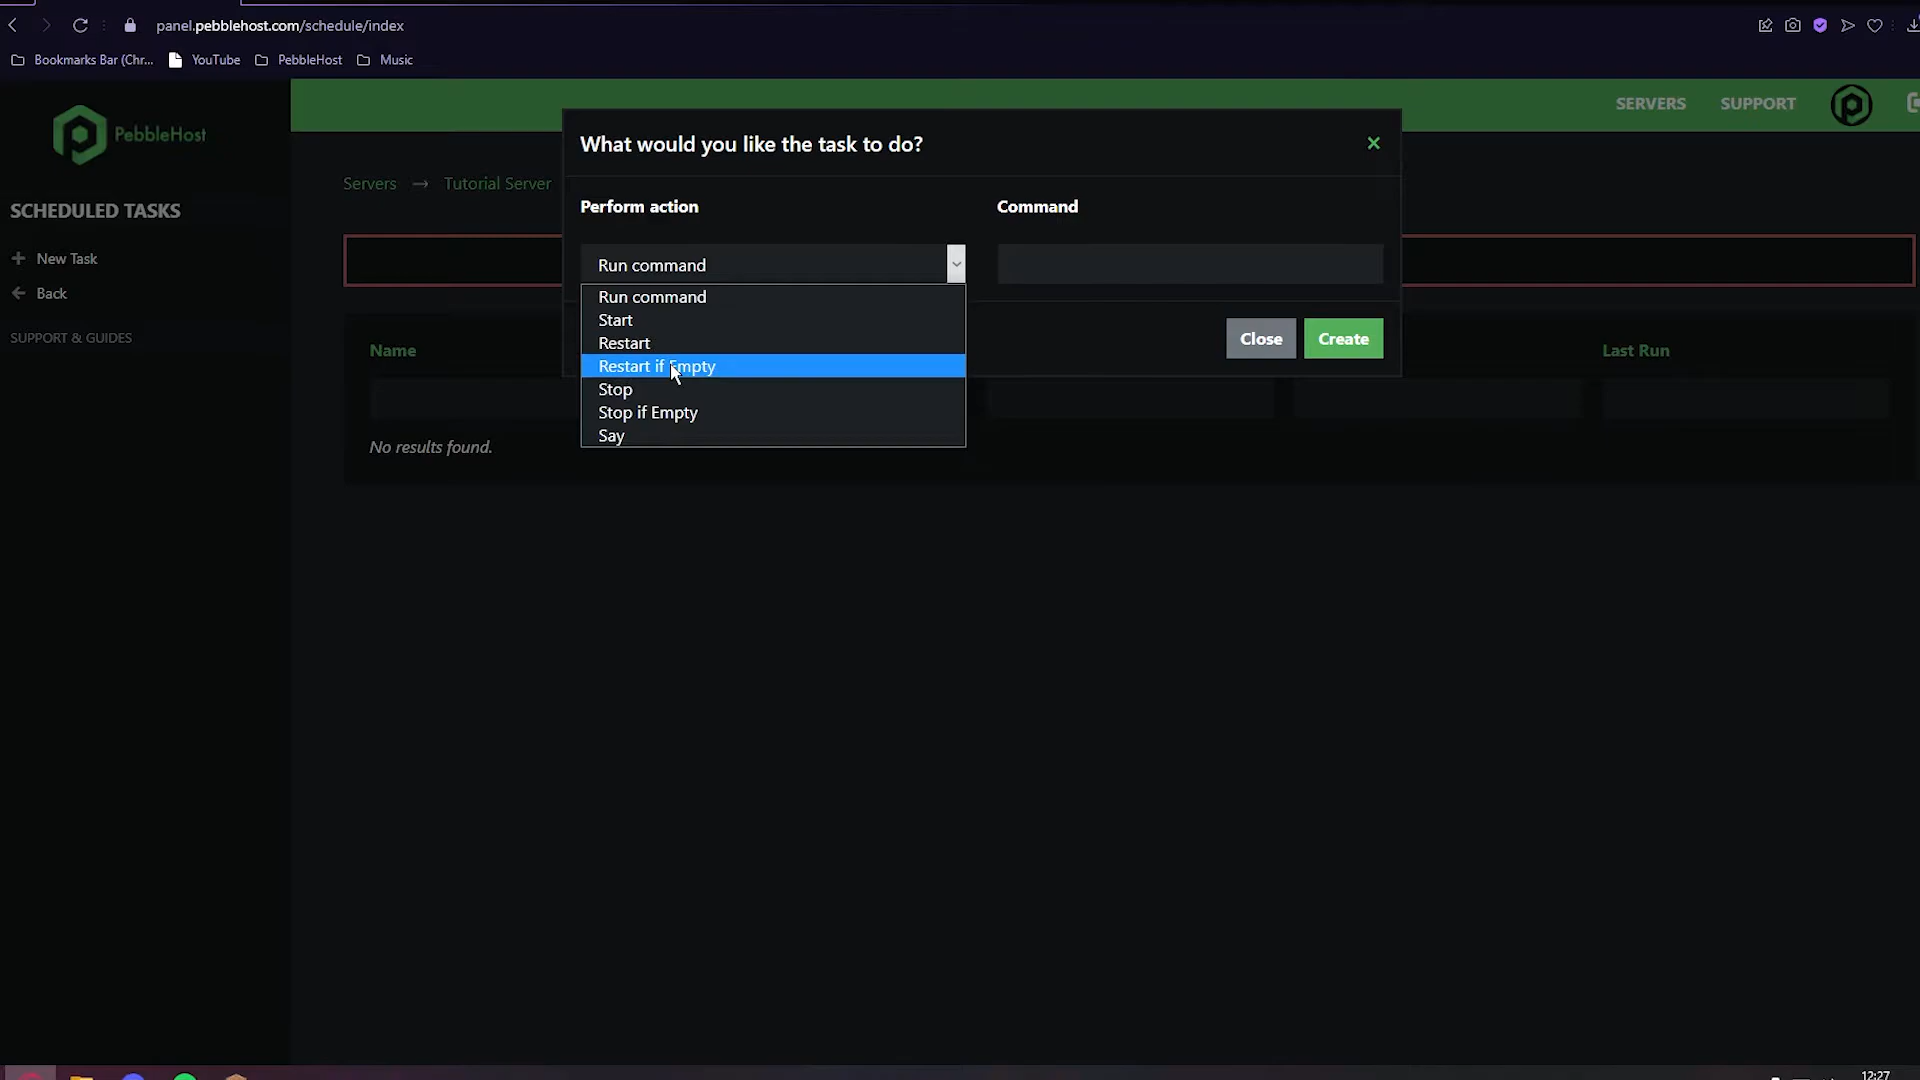 panel.pebblehost.com/schedule/index
Bookmarks Bar (Chr... YouTube PebbleHost Music
PebbleHost
SERVERS SUPPORT
SCHEDULED TASKS
New Task
Back
SUPPORT & GUIDES
Servers → Tutorial Server
What would you like the task to do? ×
Perform action Command
Run command
Run command
Start
Restart
Restart if Empty
Stop
Stop if Empty
Say
Close Create
Name Last Run
No results found.
12:27